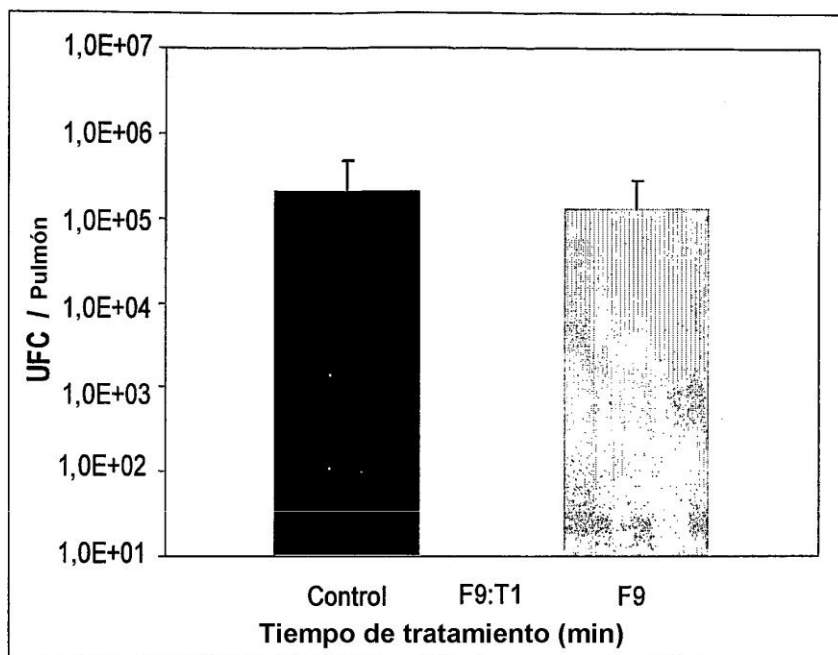 1,0E+07
1,0E+06
1,0E+05
1,0E+04
1,0E+03
1,0E+02
1,0E+01
UFC / Pulmón
Control F9:T1 F9
Tiempo de tratamiento (min)